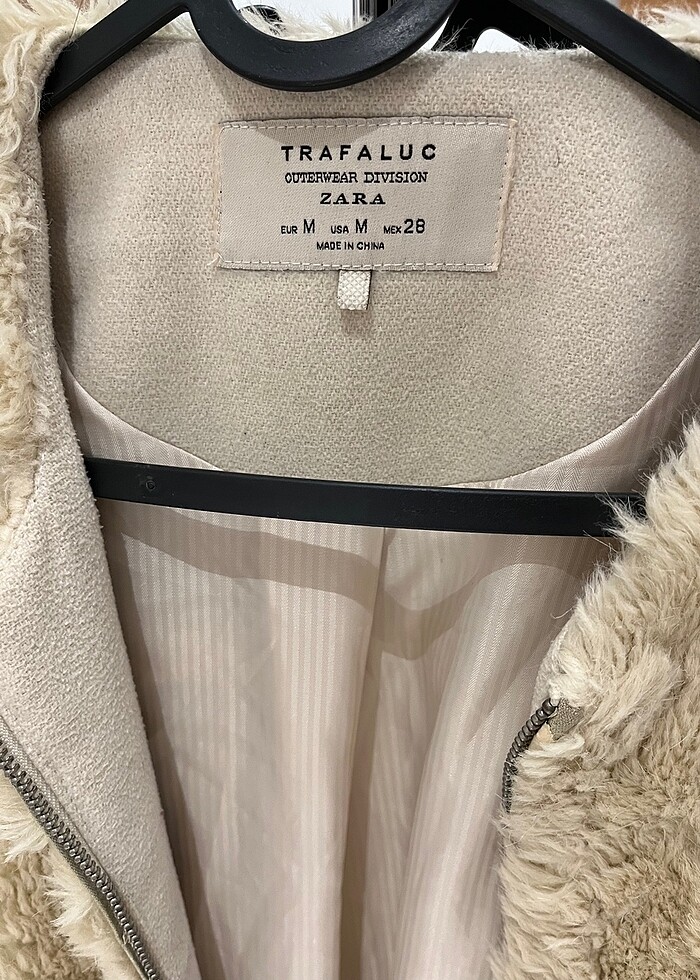 TRAFALUC
OUTERWEAR DIVISION
ZARA
EUR M USA M MEX 28
MADE IN CHINA